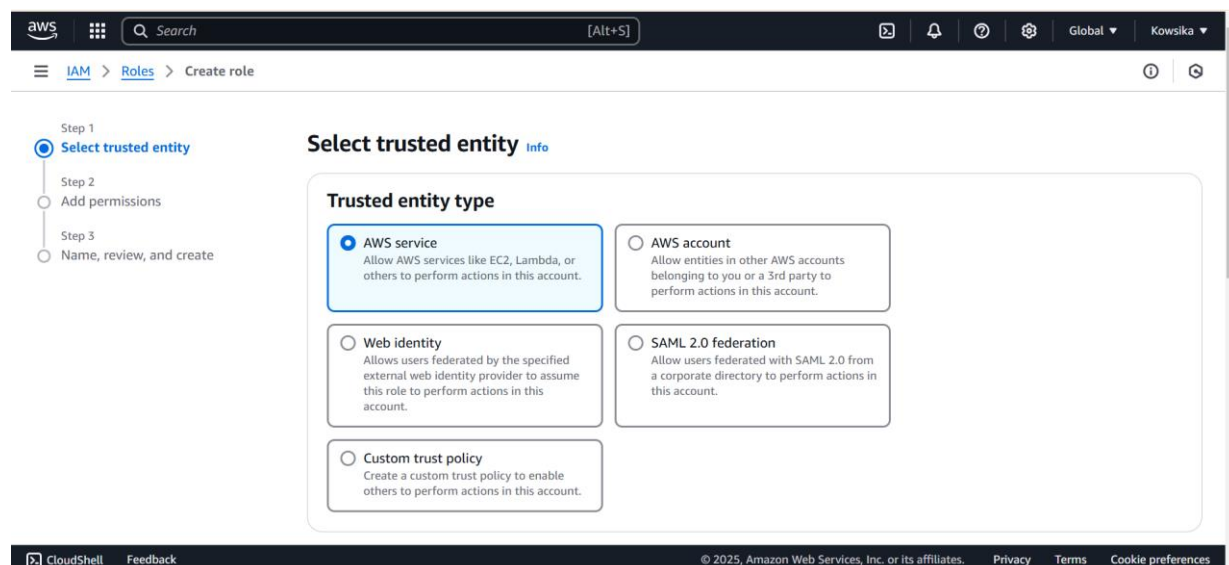 aws
Search [Alt+S]
Global ▼
Kowsika ▼
IAM > Roles > Create role
Step 1
Select trusted entity
Step 2
Add permissions
Step 3
Name, review, and create
Select trusted entity Info
Trusted entity type
AWS service
Allow AWS services like EC2, Lambda, or
others to perform actions in this account.
AWS account
Allow entities in other AWS accounts
belonging to you or a 3rd party to
perform actions in this account.
Web identity
Allows users federated by the specified
external web identity provider to assume
this role to perform actions in this
account.
SAML 2.0 federation
Allow users federated with SAML 2.0 from
a corporate directory to perform actions in
this account.
Custom trust policy
Create a custom trust policy to enable
others to perform actions in this account.
CloudShell Feedback © 2025, Amazon Web Services, Inc. or its affiliates. Privacy Terms Cookie preferences